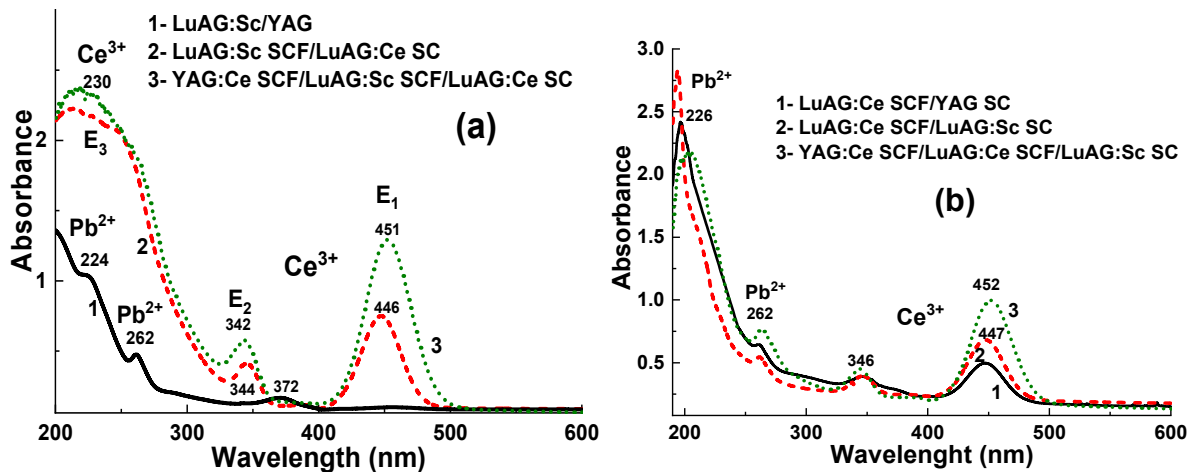 1- LuAG:Sc/YAG
2- LuAG:Sc SCF/LuAG:Ce SC
3- YAG:Ce SCF/LuAG:Sc SCF/LuAG:Ce SC
(a)
Ce3+
230
E3
Pb2+
224
1
2
Pb2+
262
E2
342
344
372
E1
451
Ce3+
446
3
2
1
Absorbance
200
300
400
500
600
Wavelength (nm)
1- LuAG:Ce SCF/YAG SC
2- LuAG:Ce SCF/LuAG:Sc SC
3- YAG:Ce SCF/LuAG:Ce SCF/LuAG:Sc SC
(b)
Pb2+
226
Pb2+
262
346
Ce3+
452
3
447
2
1
3.0
2.5
2.0
1.5
1.0
0.5
Absorbance
200
300
400
500
600
Wavelenght (nm)